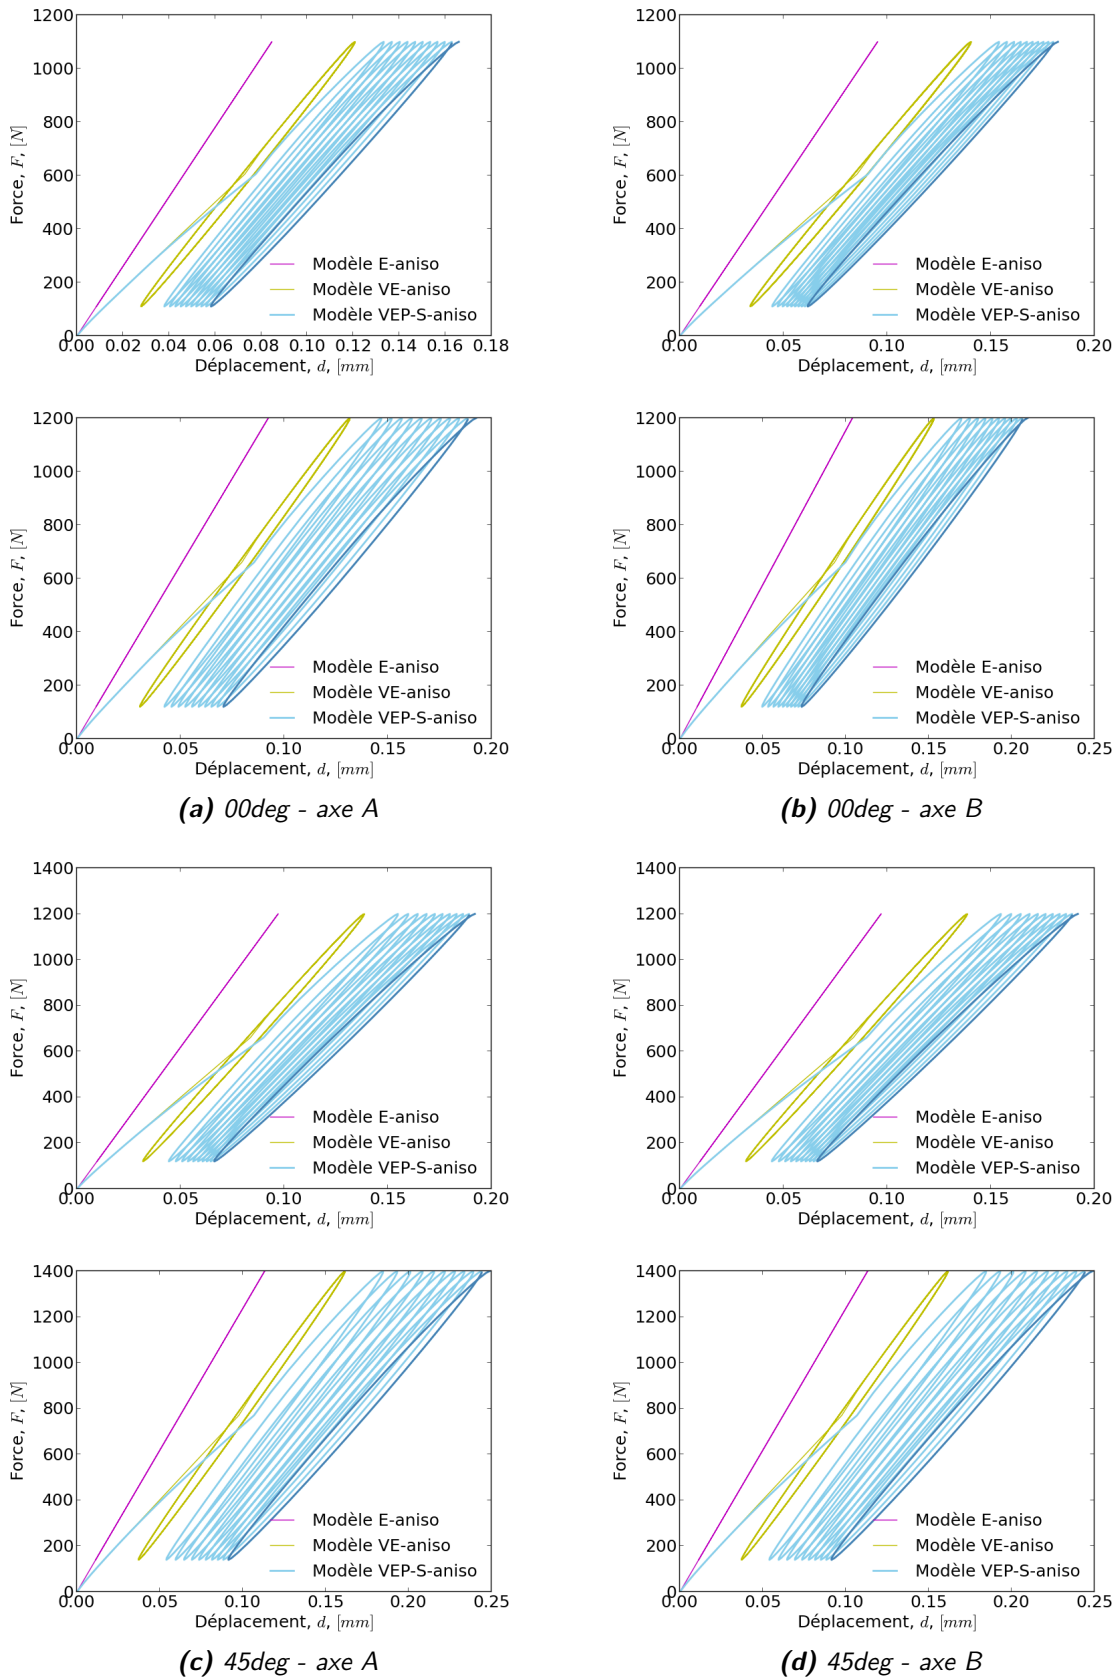 1200
1000
800
600
400
200
0
Force, F, [N]
Modèle E-aniso
Modèle VE-aniso
Modèle VEP-S-aniso
0.00 0.02 0.04 0.06 0.08 0.10 0.12 0.14 0.16 0.18
Déplacement, d, [mm]
1200
1000
800
600
400
200
0
Force, F, [N]
Modèle E-aniso
Modèle VE-aniso
Modèle VEP-S-aniso
0.00 0.05 0.10 0.15 0.20
Déplacement, d, [mm]
1200
1000
800
600
400
200
0
Force, F, [N]
Modèle E-aniso
Modèle VE-aniso
Modèle VEP-S-aniso
0.00 0.05 0.10 0.15 0.20
Déplacement, d, [mm]
(a) 00deg - axe A
1200
1000
800
600
400
200
0
Force, F, [N]
Modèle E-aniso
Modèle VE-aniso
Modèle VEP-S-aniso
0.00 0.05 0.10 0.15 0.20 0.25
Déplacement, d, [mm]
(b) 00deg - axe B
1400
1200
1000
800
600
400
200
0
Force, F, [N]
Modèle E-aniso
Modèle VE-aniso
Modèle VEP-S-aniso
0.00 0.05 0.10 0.15 0.20
Déplacement, d, [mm]
1400
1200
1000
800
600
400
200
0
Force, F, [N]
Modèle E-aniso
Modèle VE-aniso
Modèle VEP-S-aniso
0.00 0.05 0.10 0.15 0.20
Déplacement, d, [mm]
1400
1200
1000
800
600
400
200
0
Force, F, [N]
Modèle E-aniso
Modèle VE-aniso
Modèle VEP-S-aniso
0.00 0.05 0.10 0.15 0.20 0.25
Déplacement, d, [mm]
(c) 45deg - axe A
1400
1200
1000
800
600
400
200
0
Force, F, [N]
Modèle E-aniso
Modèle VE-aniso
Modèle VEP-S-aniso
0.00 0.05 0.10 0.15 0.20 0.25
Déplacement, d, [mm]
(d) 45deg - axe B